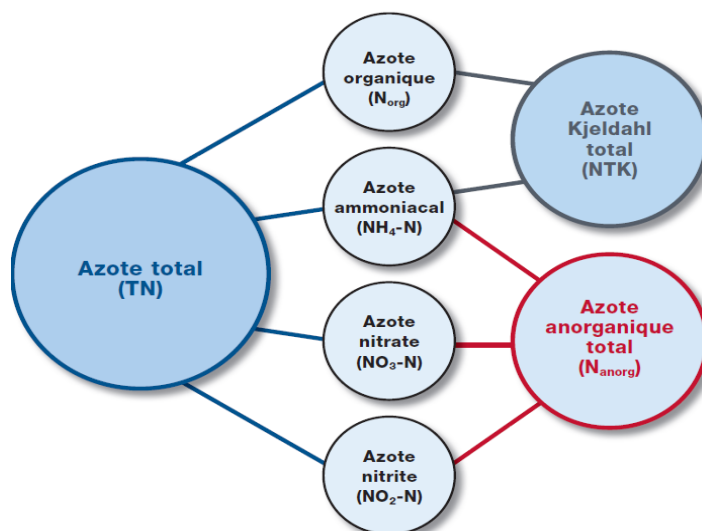 Azote total
(TN)
Azote
organique
(Norg)
Azote
ammoniacal
(NH₄-N)
Azote
nitrate
(NO₃-N)
Azote
nitrite
(NO₂-N)
Azote
Kjeldahl
total
(NTK)
Azote
anorganique
total
(Nanorg)